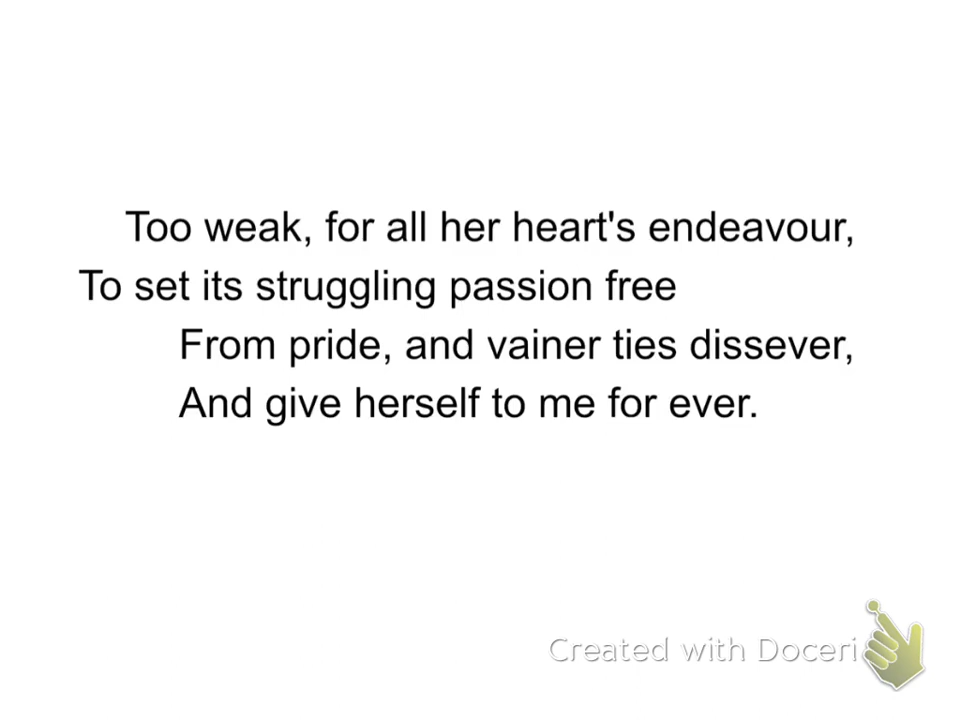 Too weak, for all her heart's endeavour,
To set its struggling passion free
From pride, and vainer ties dissever,
And give herself to me for ever.
Created with Doceri